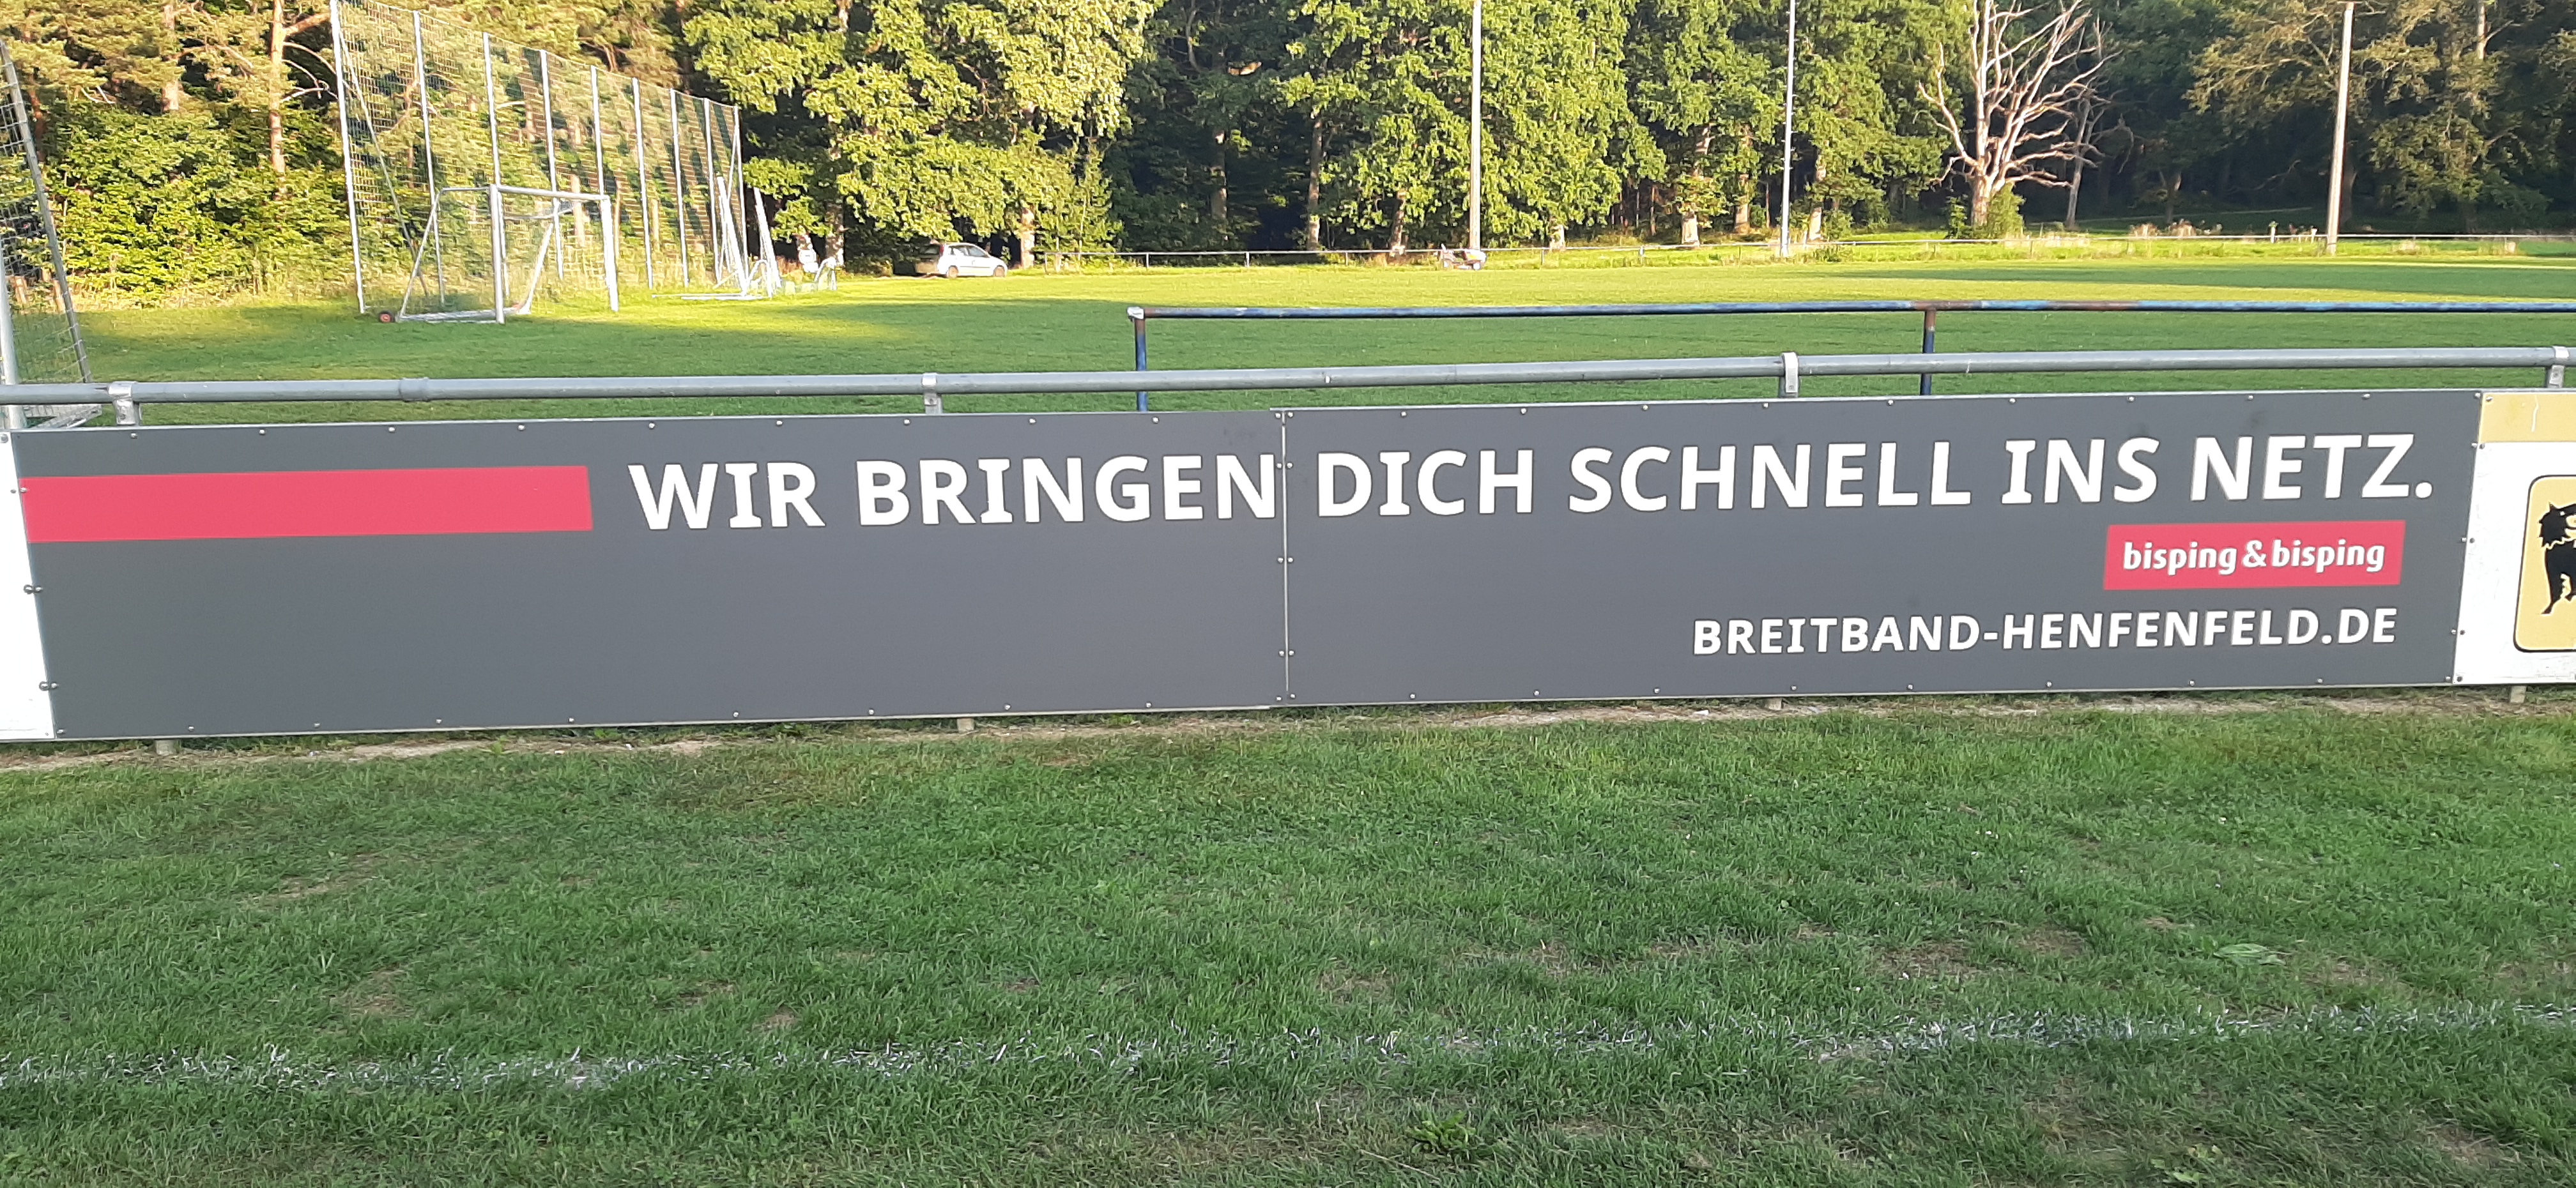 WIR BRINGEN DICH SCHNELL INS NETZ.
bisping & bisping
BREITBAND-HENFENFELD.DE